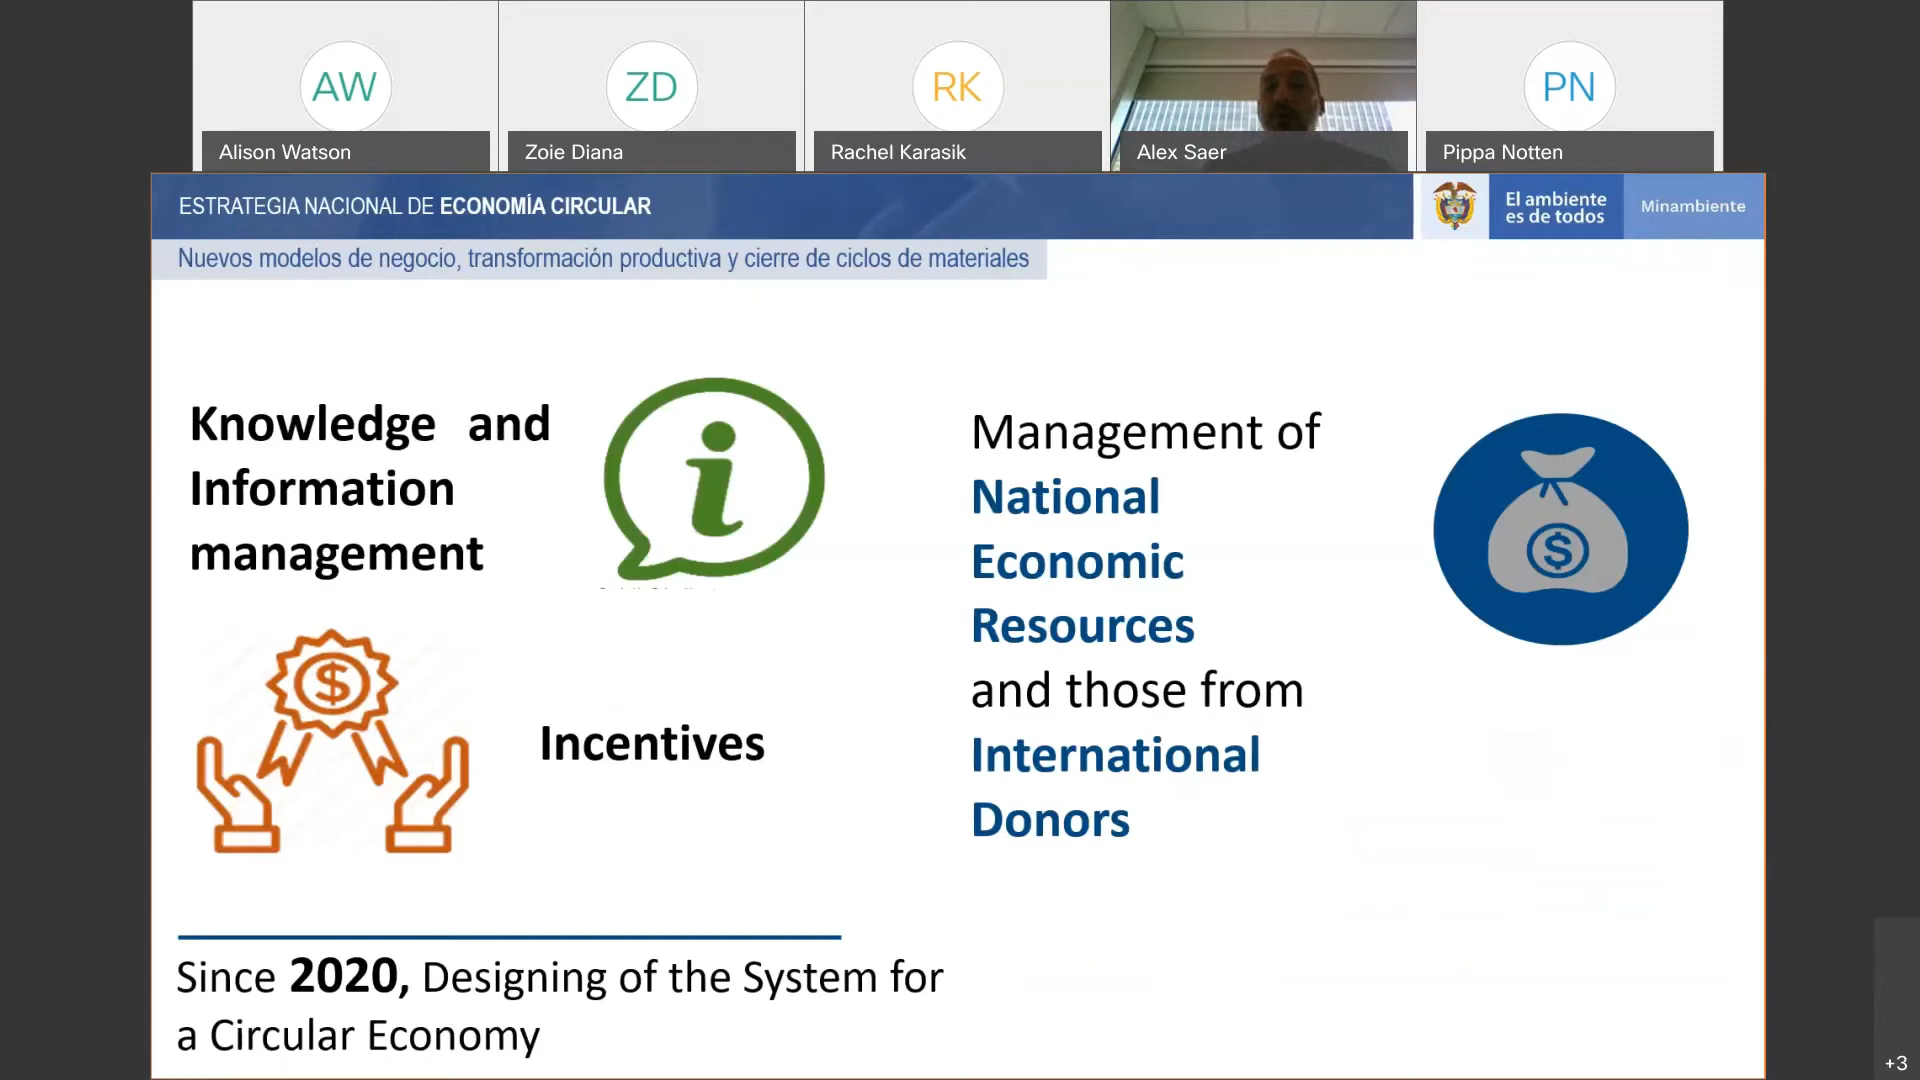 AW
ZD
RK
PN
Alison Watson
Zoie Diana
Rachel Karasik
Alex Saer
Pippa Notten
ESTRATEGIA NACIONAL DE ECONOMÍA CIRCULAR
El ambiente
es de todos
Minambiente
Nuevos modelos de negocio, transformación productiva y cierre de ciclos de materiales
Knowledge and
Information
management
Incentives
Management of
National
Economic
Resources
and those from
International
Donors
Since 2020, Designing of the System for
a Circular Economy
+3